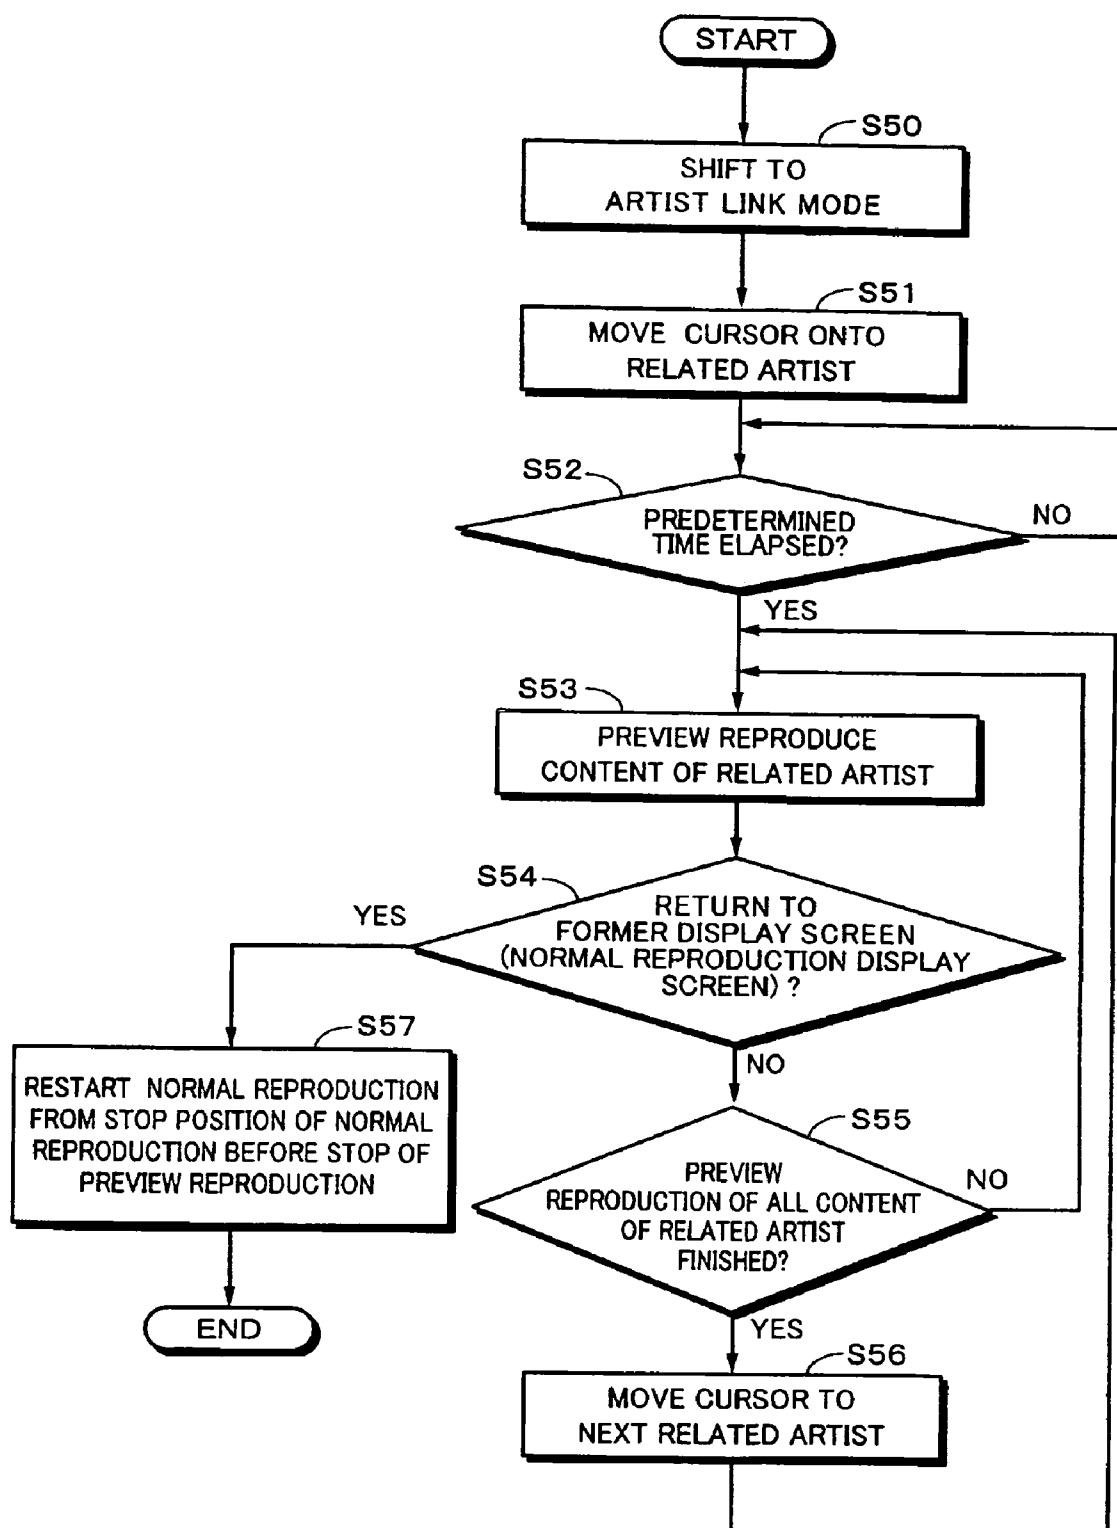 START
S50
SHIFT TO
ARTIST LINK MODE
S51
MOVE CURSOR ONTO
RELATED ARTIST
S52
PREDETERMINED
TIME ELAPSED?
NO
YES
S53
PREVIEW REPRODUCE
CONTENT OF RELATED ARTIST
S54
YES
RETURN TO
FORMER DISPLAY SCREEN
(NORMAL REPRODUCTION DISPLAY
SCREEN) ?
NO
S57
RESTART NORMAL REPRODUCTION
FROM STOP POSITION OF NORMAL
REPRODUCTION BEFORE STOP OF
PREVIEW REPRODUCTION
END
S55
PREVIEW
REPRODUCTION OF ALL CONTENT
OF RELATED ARTIST
FINISHED?
NO
YES
S56
MOVE CURSOR TO
NEXT RELATED ARTIST